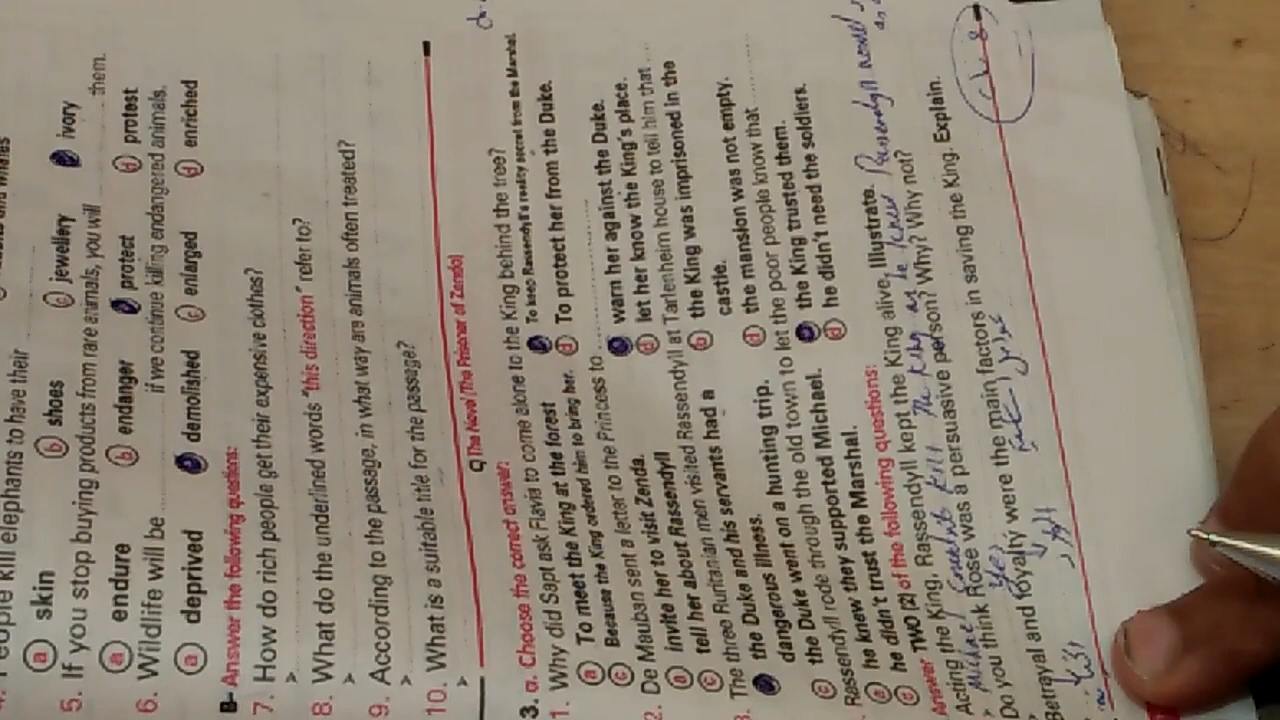 people kill elephants to have their
a skin b shoes c jewellery d ivory
5. If you stop buying products from rare animals, you will .......... them.
a endure b endanger c protect d protest
6. Wildlife will be .......... if we continue killing endangered animals.
a deprived b demolished c enlarged d enriched
B- Answer the following questions:
7. How do rich people get their expensive clothes?
8. What do the underlined words "this direction" refer to?
9. According to the passage, in what way are animals often treated?
10. What is a suitable title for the passage?
The Novel (The Prisoner of Zenda)
3. a. Choose the correct answer:
1. Why did Sapt ask Flavia to come alone to the King behind the tree?
a To meet the King at the forest b To keep Rassendyll's reality secret from the Marshal.
c Because the King ordered him to bring her. d To protect her from the Duke.
2. De Mauban sent a letter to the Princess to ..........
a invite her to visit Zenda. b warn her against the Duke.
c tell her about Rassendyll d let her know the King's place.
3. The three Ruritanian men visited Rassendyll at Tarlenheim house to tell him that ....
a the Duke and his servants had a dangerous illness. b the King was imprisoned in the castle.
c the Duke went on a hunting trip. d the mansion was not empty.
Rassendyll rode through the old town to let the poor people know that ..........
a he knew they supported Michael. b the King trusted them.
c he didn't trust the Marshal. d he didn't need the soldiers.
Answer TWO (2) of the following questions:
Acting the King, Rassendyll kept the King alive. Illustrate.
Michael couldn't kill the King as he knew Rassendyll
Do you think Rose was a persuasive person? Why? Why not?
Yes
Betrayal and loyalty were the main factors in saving the King. Explain.